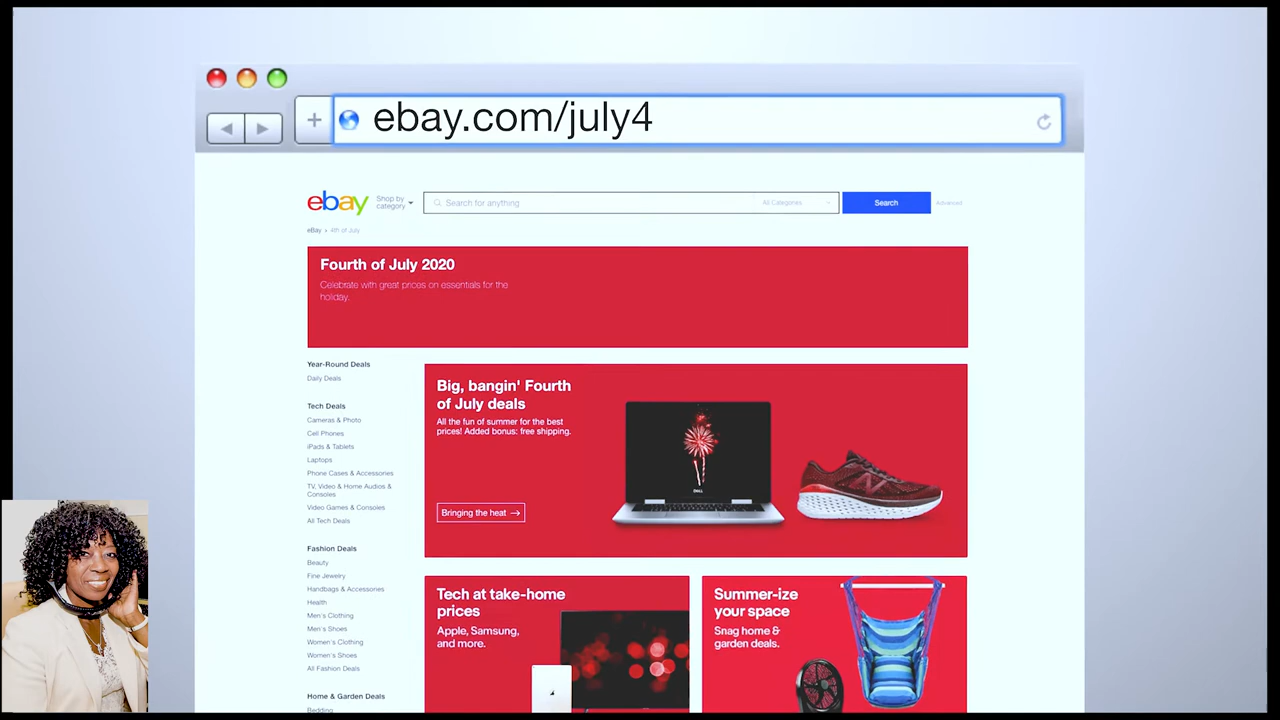 ebay.com/july4
ebay
Shop by
category
Search for anything
All Categories
Search
Advanced
eBay > 4th of July
Fourth of July 2020
Celebrate with great prices on essentials for the
holiday.
Year-Round Deals
Daily Deals
Tech Deals
Cameras & Photo
Cell Phones
iPads & Tablets
Laptops
Phone Cases & Accessories
TV, Video & Home Audios &
Consoles
Video Games & Consoles
All Tech Deals
Fashion Deals
Beauty
Fine Jewelry
Handbags & Accessories
Health
Men's Clothing
Men's Shoes
Women's Clothing
Women's Shoes
All Fashion Deals
Home & Garden Deals
Bedding
Big, bangin' Fourth
of July deals
All the fun of summer for the best
prices! Added bonus: free shipping.
Bringing the heat →
DELL
Tech at take-home
prices
Apple, Samsung,
and more.
Summer-ize
your space
Snag home &
garden deals.